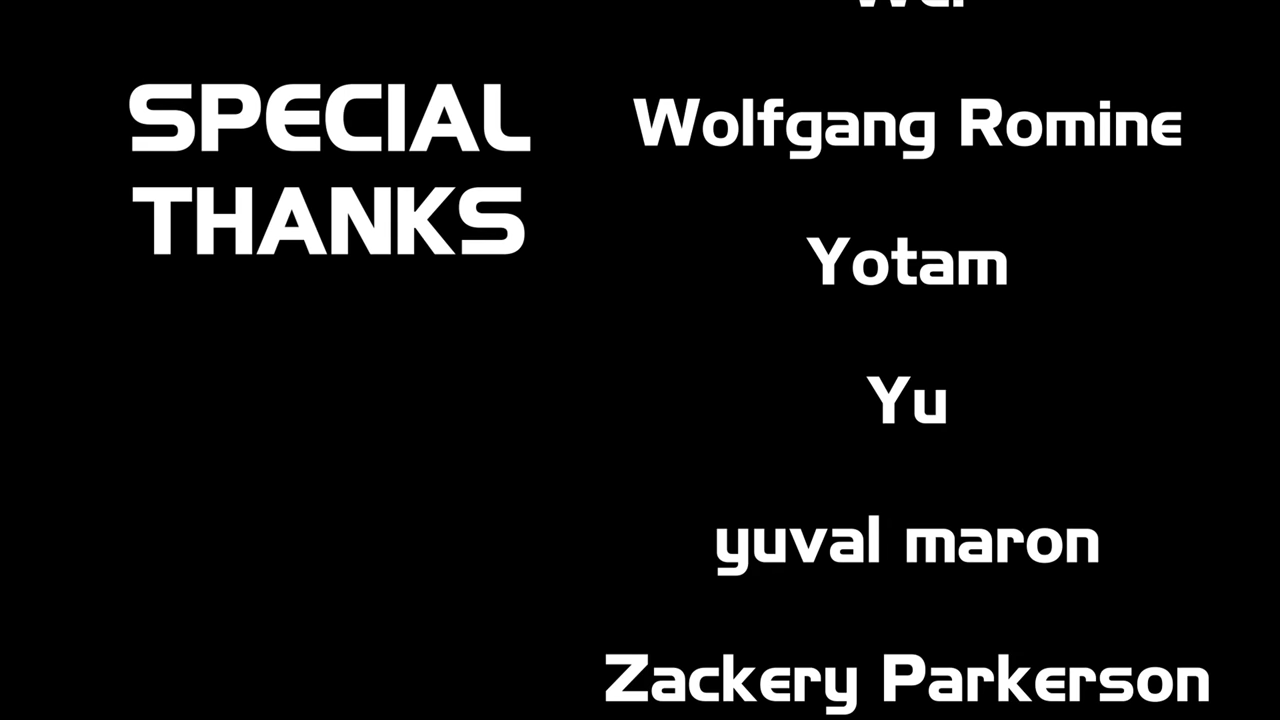 SPECIAL
THANKS
Wolfgang Romine
Yotam
Yu
yuval maron
Zackery Parkerson